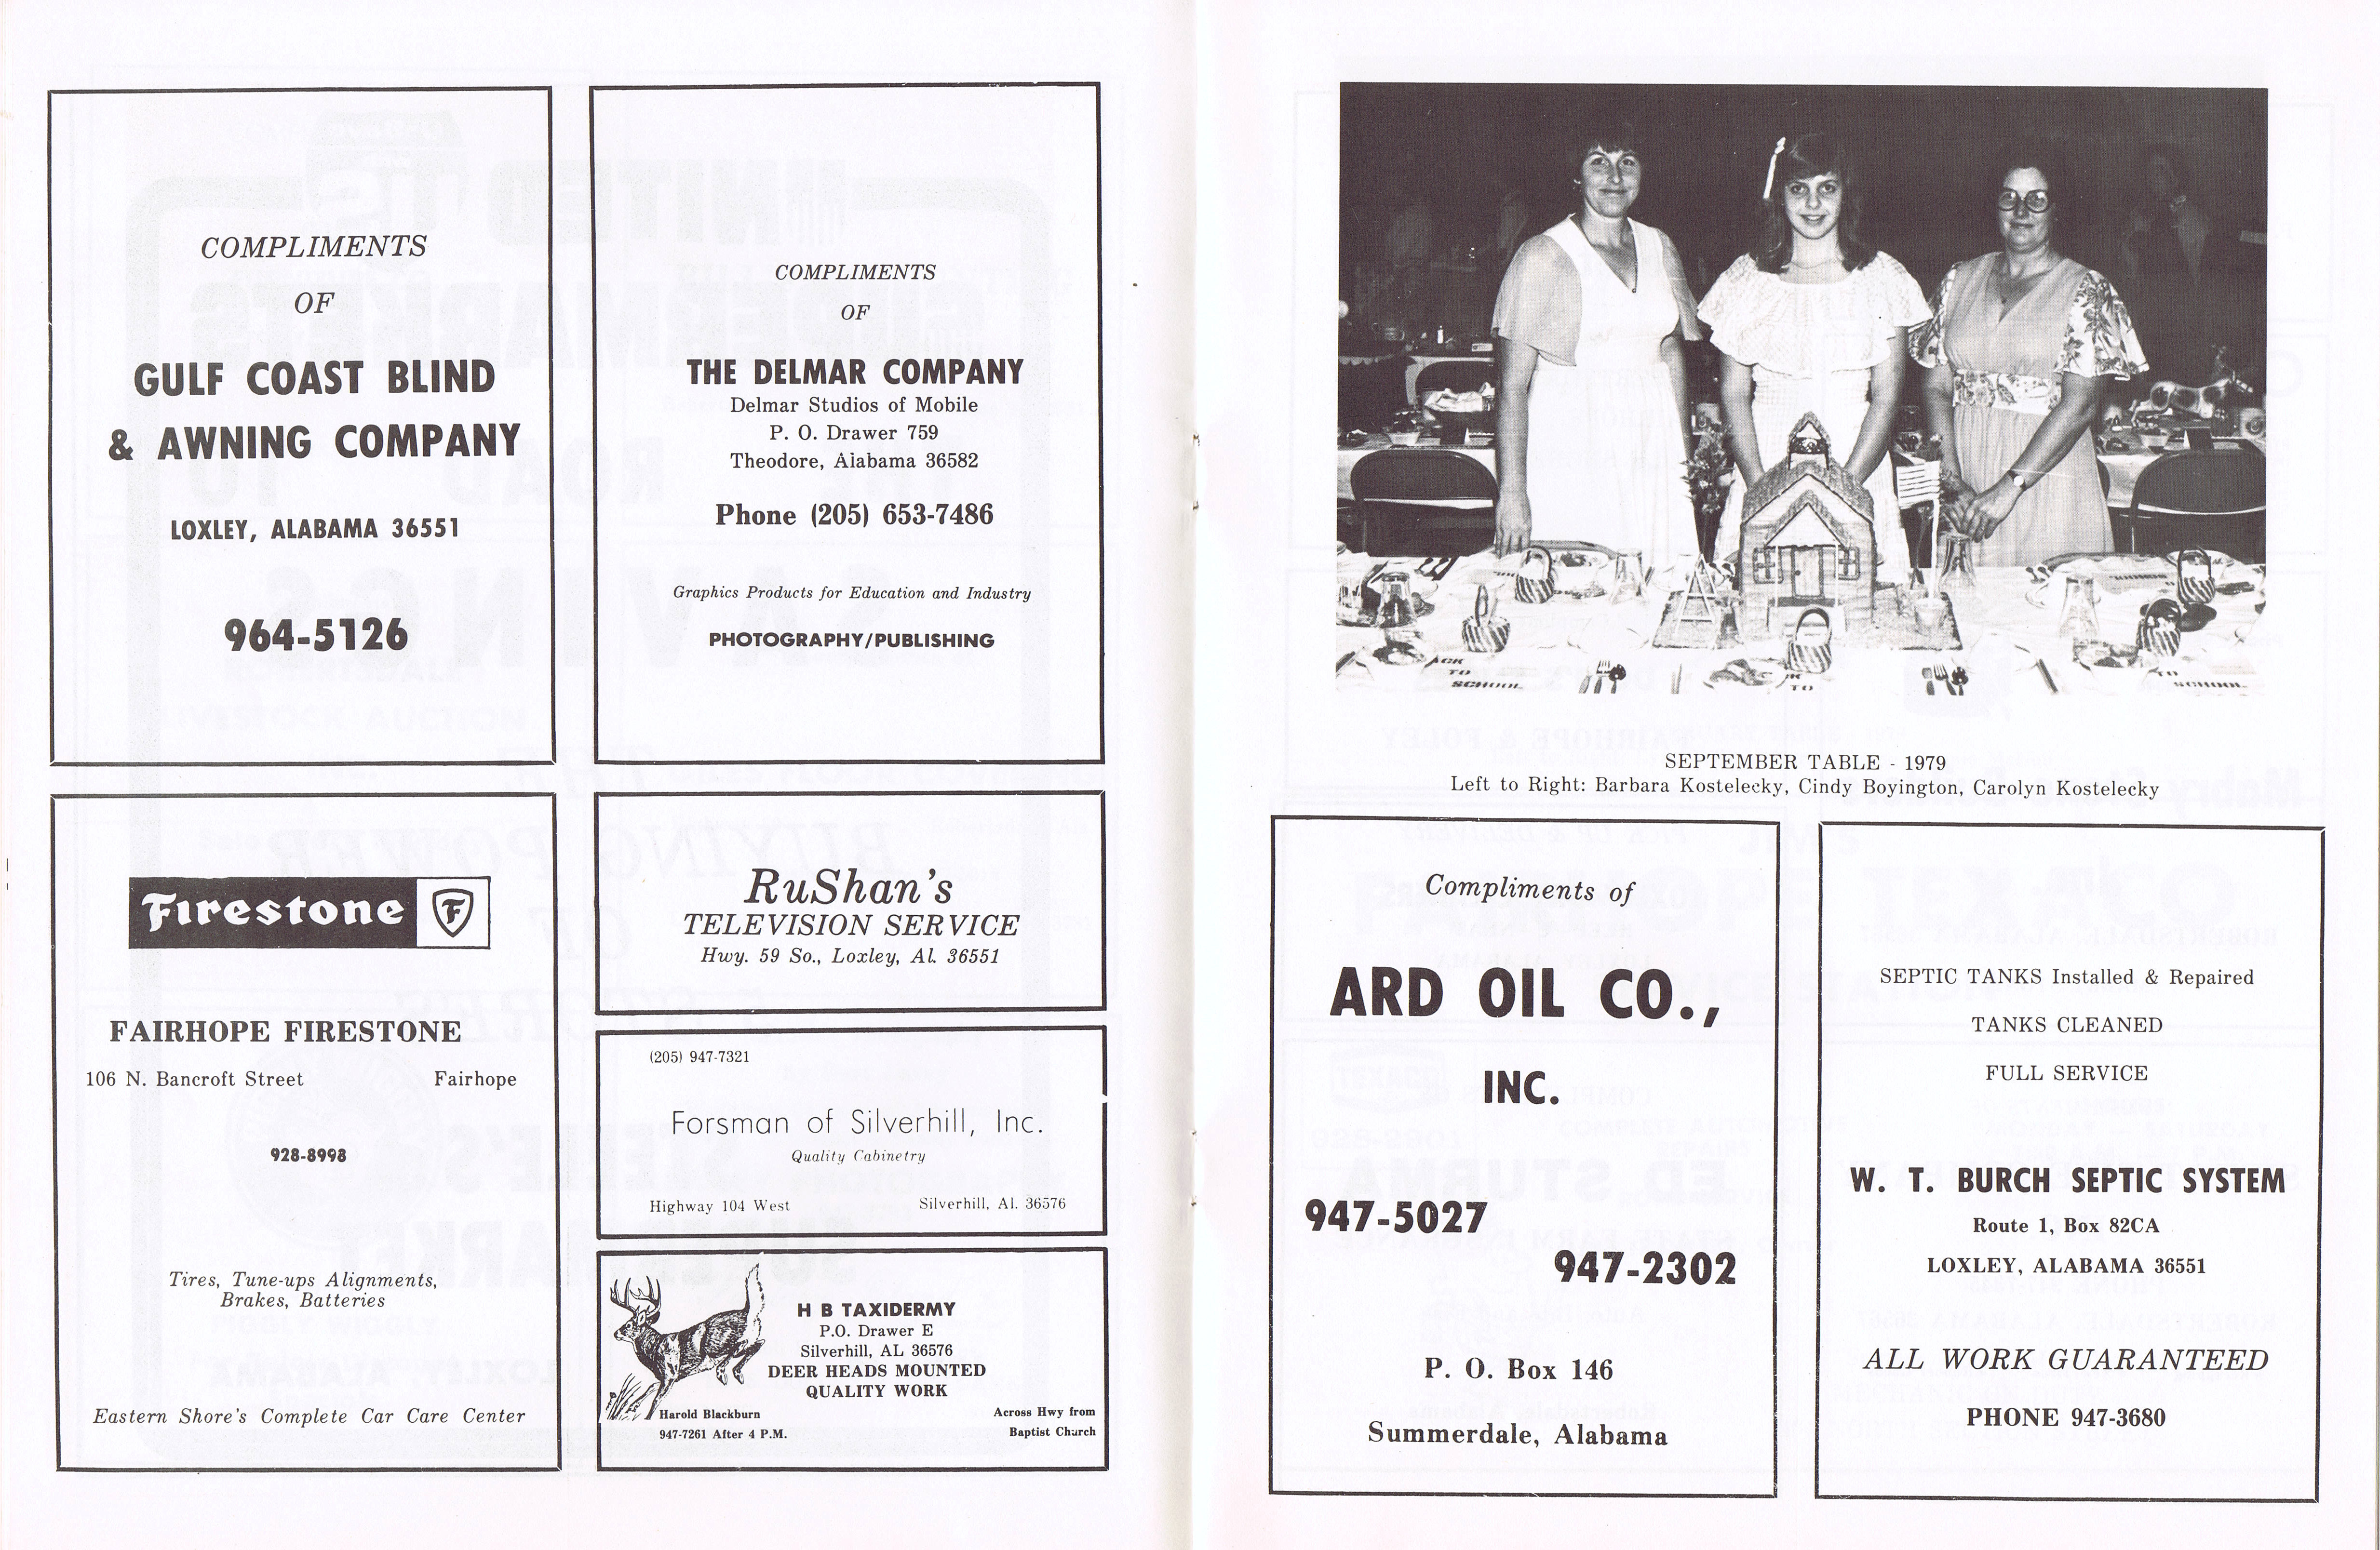 COMPLIMENTS
OF
GULF COAST BLIND
& AWNING COMPANY
LOXLEY, ALABAMA 36551
964-5126
COMPLIMENTS
OF
THE DELMAR COMPANY
Delmar Studios of Mobile
P. O. Drawer 759
Theodore, Alabama 36582
Phone (205) 653-7486
Graphics Products for Education and Industry
PHOTOGRAPHY/PUBLISHING
Firestone F
FAIRHOPE FIRESTONE
106 N. Bancroft Street Fairhope
928-8998
Tires, Tune-ups Alignments,
Brakes, Batteries
Eastern Shore's Complete Car Care Center
RuShan's
TELEVISION SERVICE
Hwy. 59 So., Loxley, Al. 36551
(205) 947-7321
Forsman of Silverhill, Inc.
Quality Cabinetry
Highway 104 West Silverhill, Al. 36576
H B TAXIDERMY
P.O. Drawer E
Silverhill, AL 36576
DEER HEADS MOUNTED
QUALITY WORK
Harold Blackburn
947-7261 After 4 P.M.
Across Hwy from
Baptist Church
ACK
TO
SCHOOL
CK
TO
TO
SCHOOL
SEPTEMBER TABLE - 1979
Left to Right: Barbara Kostelecky, Cindy Boyington, Carolyn Kostelecky
Compliments of
ARD OIL CO.,
INC.
947-5027
947-2302
P. O. Box 146
Summerdale, Alabama
SEPTIC TANKS Installed & Repaired
TANKS CLEANED
FULL SERVICE
W. T. BURCH SEPTIC SYSTEM
Route 1, Box 82CA
LOXLEY, ALABAMA 36551
ALL WORK GUARANTEED
PHONE 947-3680